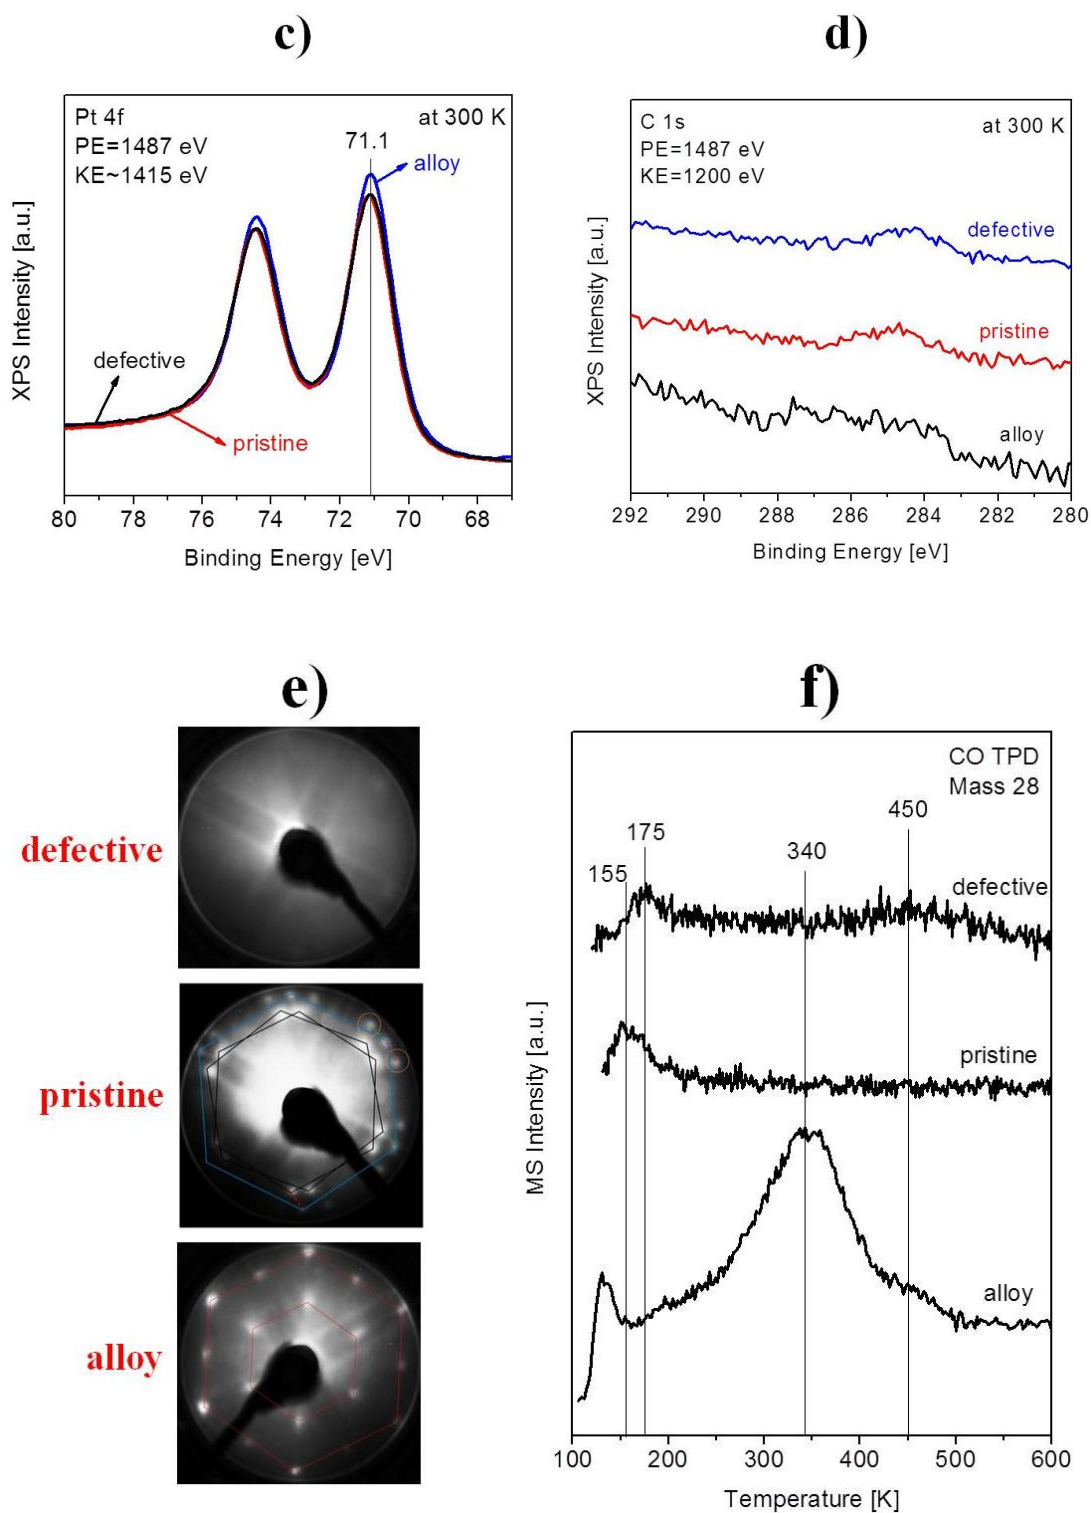 c)
Pt 4f
PE=1487 eV
KE~1415 eV
at 300 K
71.1
alloy
defective
pristine
XPS Intensity [a.u.]
80 78 76 74 72 70 68
Binding Energy [eV]
d)
C 1s
PE=1487 eV
KE=1200 eV
at 300 K
defective
pristine
alloy
XPS Intensity [a.u.]
292 290 288 286 284 282 280
Binding Energy [eV]
e)
defective
pristine
alloy
f)
CO TPD
Mass 28
155
175
340
450
defective
pristine
alloy
MS Intensity [a.u.]
100 200 300 400 500 600
Temperature [K]